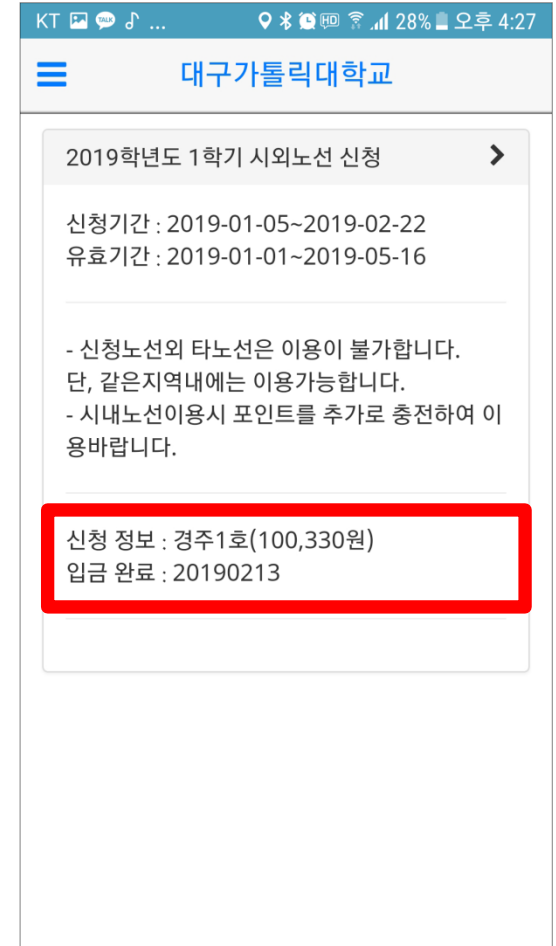 KT TALK ... HD 28% 오후 4:27
대구가톨릭대학교
2019학년도 1학기 시외노선 신청
신청기간 : 2019-01-05~2019-02-22
유효기간 : 2019-01-01~2019-05-16
- 신청노선외 타노선은 이용이 불가합니다.
단, 같은지역내에는 이용가능합니다.
- 시내노선이용시 포인트를 추가로 충전하여 이
용바랍니다.
신청 정보 : 경주1호(100,330원)
입금 완료 : 20190213